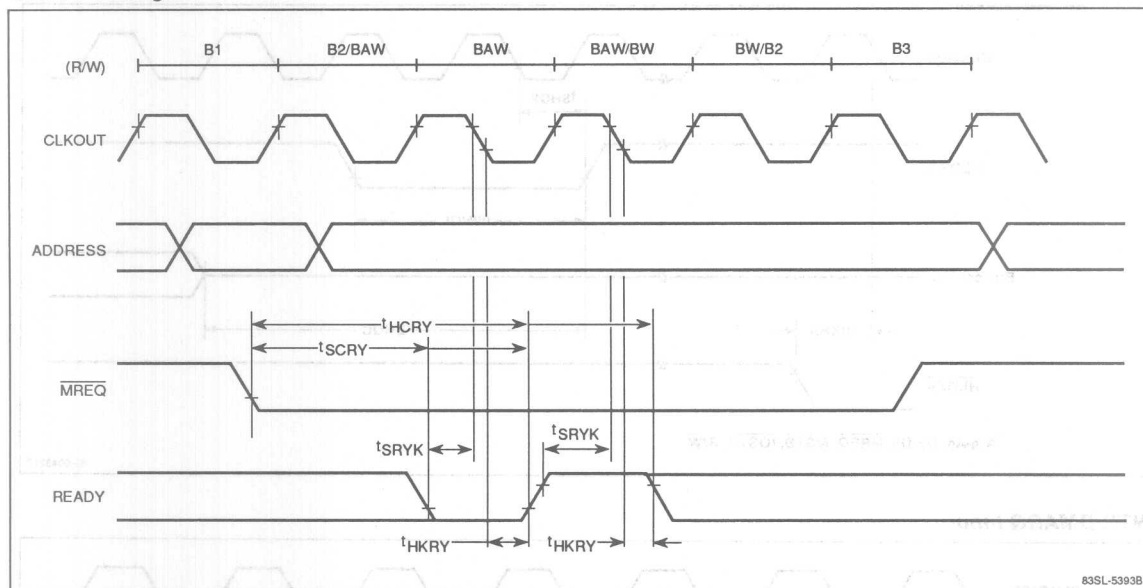 (R/W)
B1
B2/BAW
BAW
BAW/BW
BW/B2
B3
CLKOUT
ADDRESS
tHCRY
tSCRY
MREQ
tSRYK
tSRYK
READY
tHKRY
tHKRY
83SL-5393B